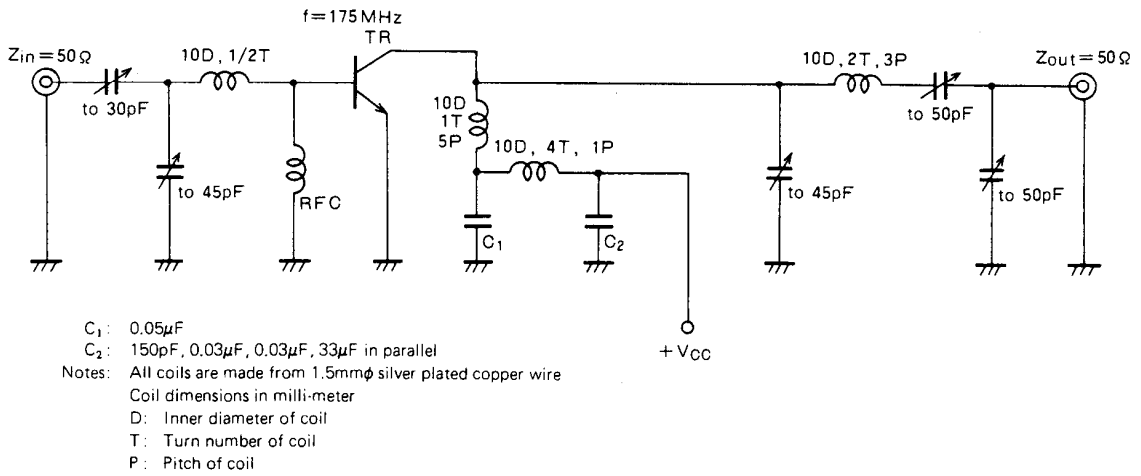 f=175MHz
TR
Zin=50Ω
10D, 1/2T
to 30pF
to 45pF
RFC
10D
1T
5P
10D, 4T, 1P
C1
C2
+VCC
10D, 2T, 3P
to 50pF
to 45pF
to 50pF
Zout=50Ω
C1: 0.05μF
C2: 150pF, 0.03μF, 0.03μF, 33μF in parallel
Notes: All coils are made from 1.5mmφ silver plated copper wire
Coil dimensions in milli-meter
D: Inner diameter of coil
T: Turn number of coil
P: Pitch of coil